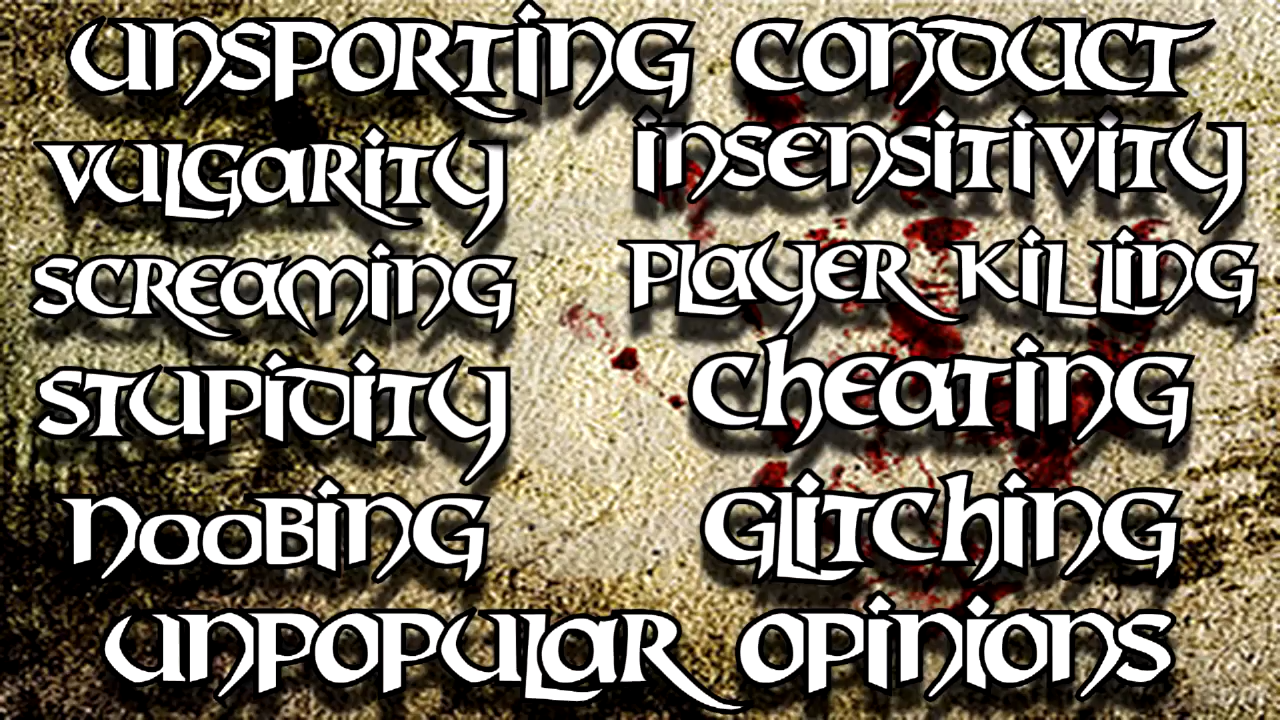 UNSPORTING CONDUCT
VULGARITY
INSENSITIVITY
SCREAMING
PLAYER KILLING
STUPIDITY
CHEATING
NOOBING
GLITCHING
UNPOPULAR OPINIONS